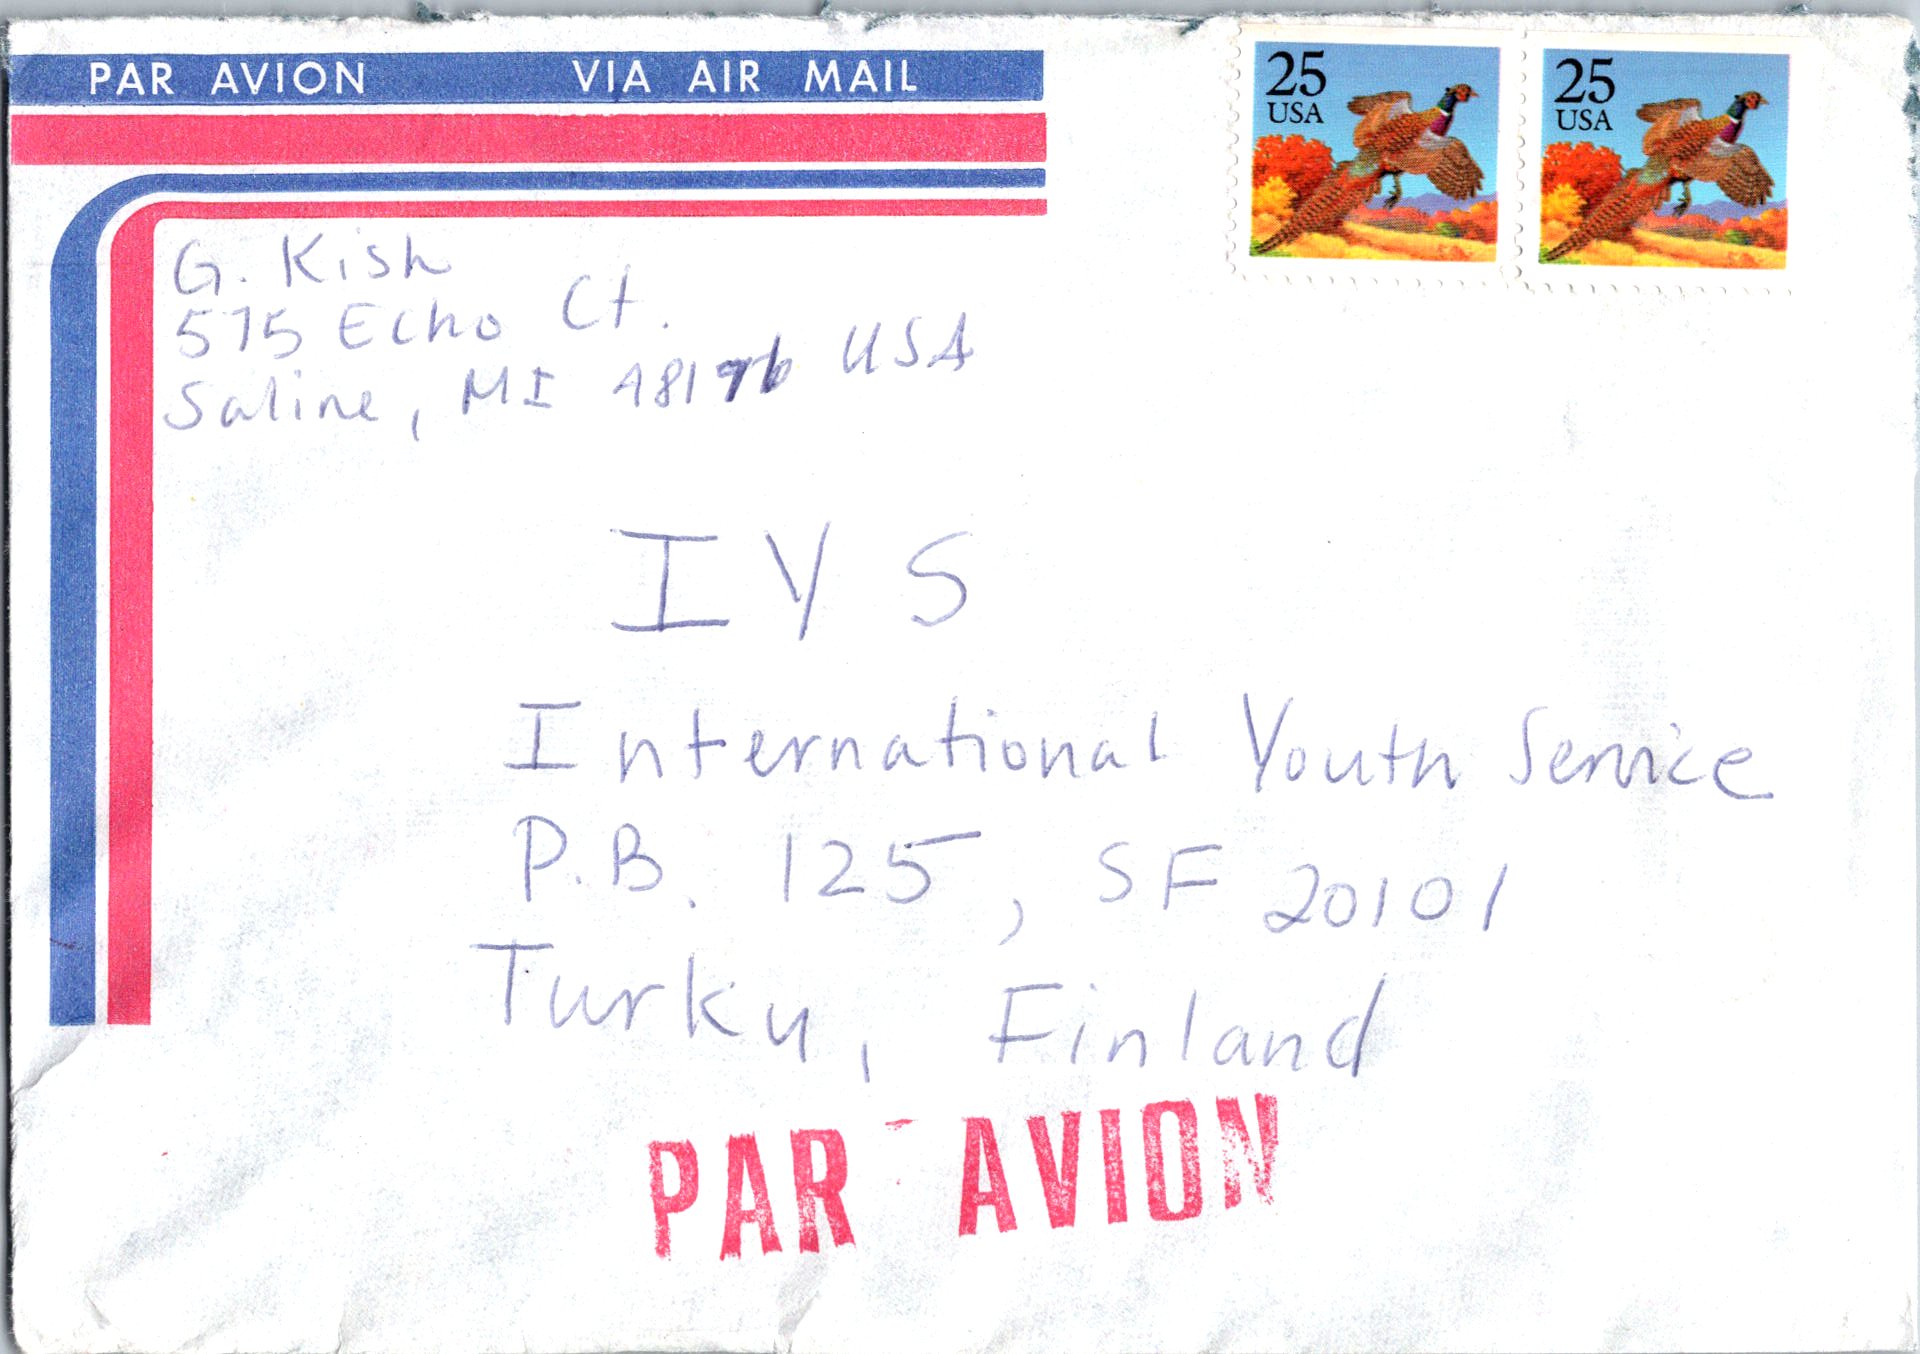 PAR AVION VIA AIR MAIL
25
USA
25
USA
G. Kish
575 Echo Ct.
Saline, MI 48176 USA
IYS
International Youth Service
P.B. 125, SF 20101
Turku, Finland
PAR AVION